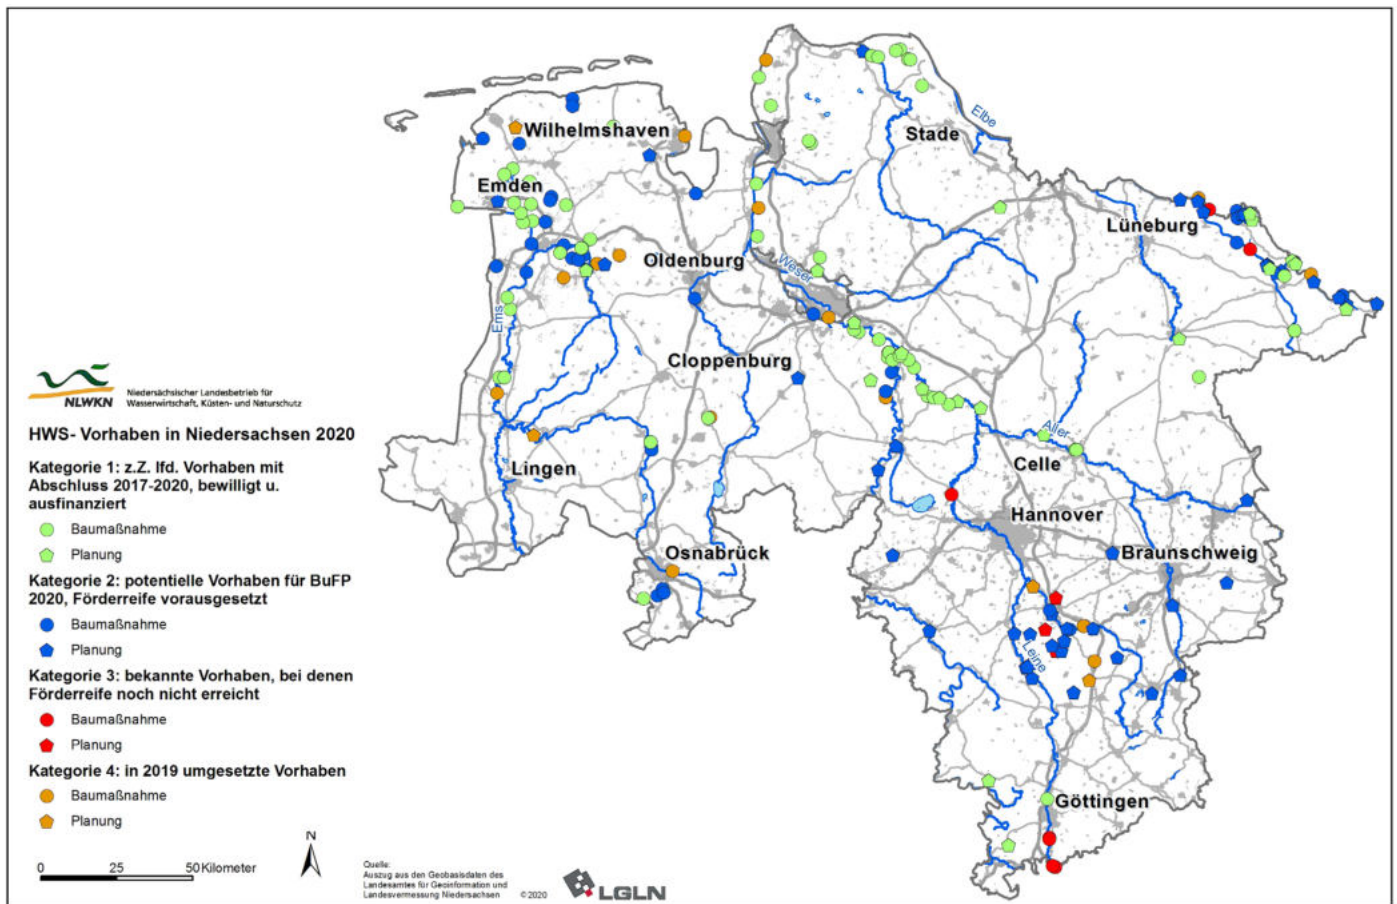 Wilhelmshaven
Stade
Elbe
Emden
Lüneburg
Oldenburg
Weser
Ems
Cloppenburg
Aller
Lingen
Celle
Hannover
Osnabrück
Braunschweig
Leine
Göttingen
NLWKN
Niedersächsischer Landesbetrieb für
Wasserwirtschaft, Küsten- und Naturschutz
HWS- Vorhaben in Niedersachsen 2020
Kategorie 1: z.Z. lfd. Vorhaben mit
Abschluss 2017-2020, bewilligt u.
ausfinanziert
Baumaßnahme
Planung
Kategorie 2: potentielle Vorhaben für BuFP
2020, Förderreife vorausgesetzt
Baumaßnahme
Planung
Kategorie 3: bekannte Vorhaben, bei denen
Förderreife noch nicht erreicht
Baumaßnahme
Planung
Kategorie 4: in 2019 umgesetzte Vorhaben
Baumaßnahme
Planung
0 25 50 Kilometer
N
Quelle:
Auszug aus den Geobasisdaten des
Landesamtes für Geoinformation und
Landesvermessung Niedersachsen ©2020
LGLN